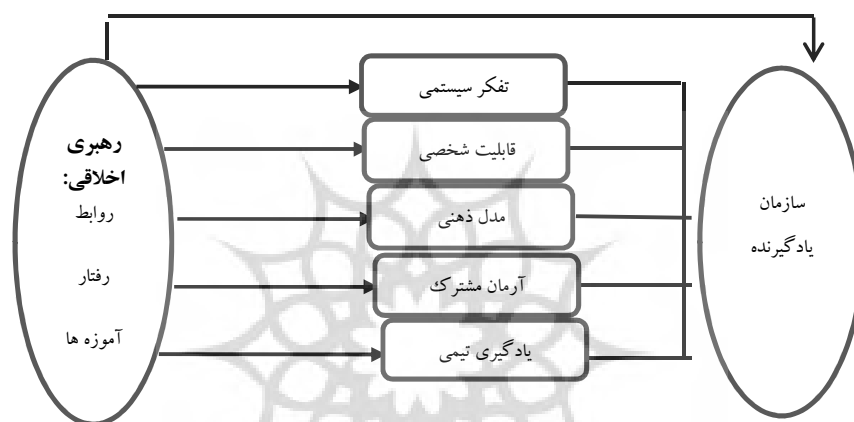 رهبری
اخلاقی:
روابط
رفتار
آموزه ها
تفکر سیستمی
قابلیت شخصی
مدل ذهنی
آرمان مشترک
یادگیری تیمی
سازمان
یادگیرنده